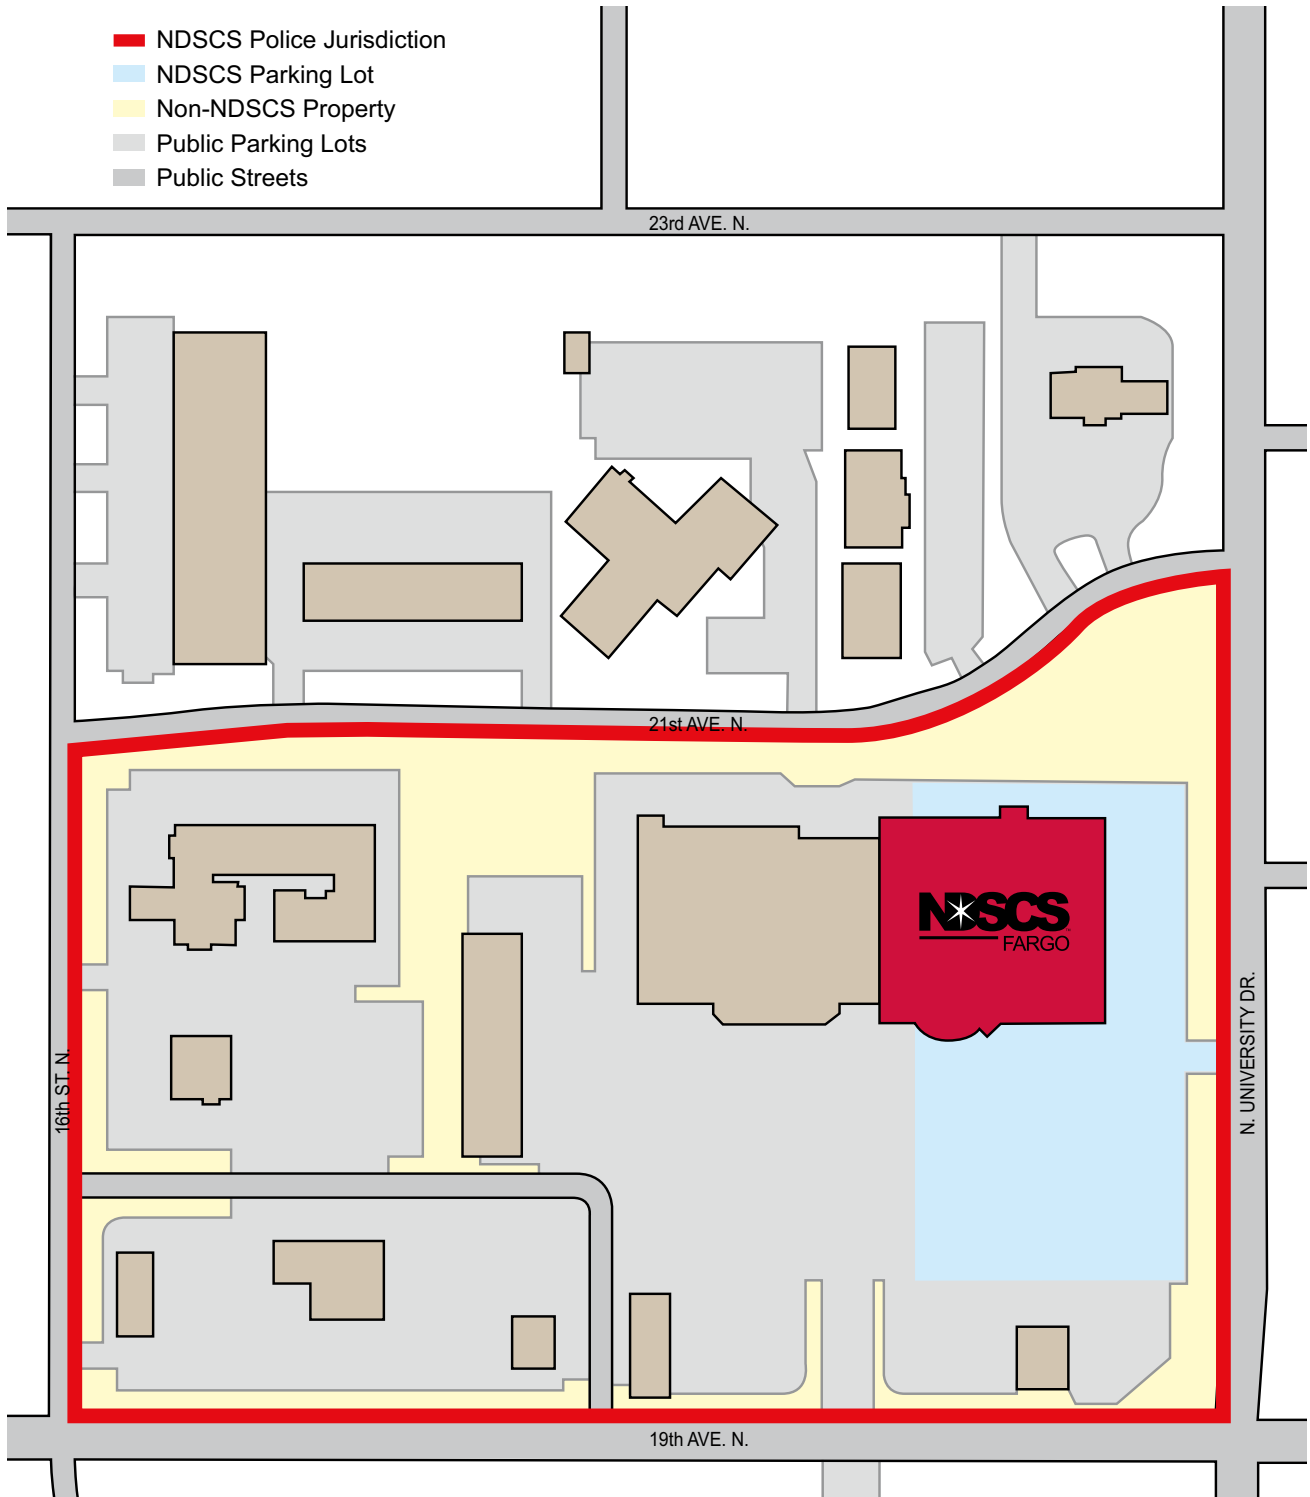 NDSCS Police Jurisdiction
NDSCS Parking Lot
Non-NDSCS Property
Public Parking Lots
Public Streets
23rd AVE. N.
21st AVE. N.
NDSCS
FARGO
16th ST. N.
N. UNIVERSITY DR.
19th AVE. N.